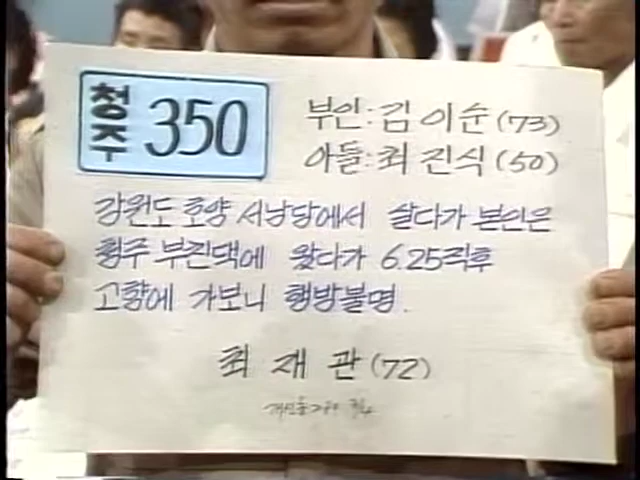 청주 350
부인: 김이순 (73)
아들: 최진식 (50)
강원도 호양 서낭당에서 살다가 본인은
청주 부친댁에 왔다가 6.25직후
고향에 가보니 행방불명.
최재관 (72)